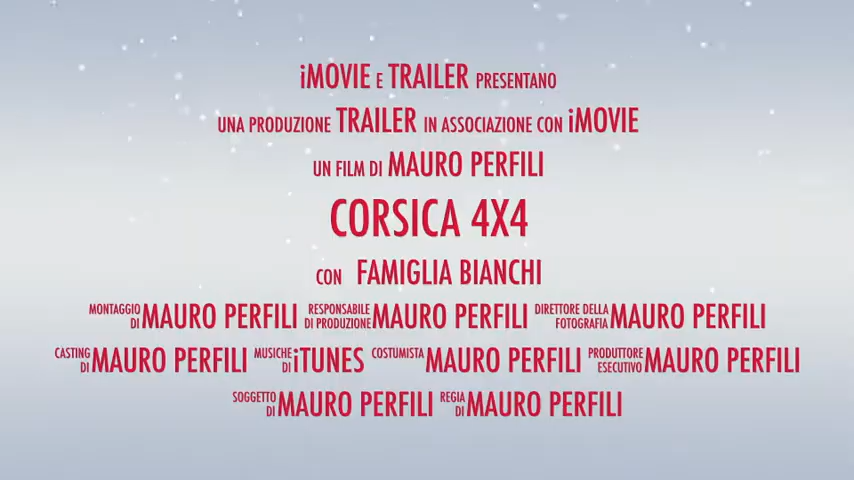 iMOVIE E TRAILER PRESENTANO
UNA PRODUZIONE TRAILER IN ASSOCIAZIONE CON iMOVIE
UN FILM DI MAURO PERFILI
CORSICA 4X4
CON FAMIGLIA BIANCHI
MONTAGGIO DI MAURO PERFILI RESPONSABILE DI PRODUZIONE MAURO PERFILI DIRETTORE DELLA FOTOGRAFIA MAURO PERFILI
CASTING DI MAURO PERFILI MUSICHE DI iTUNES COSTUMISTA MAURO PERFILI PRODUTTORE ESECUTIVO MAURO PERFILI
SOGGETTO DI MAURO PERFILI REGIA DI MAURO PERFILI